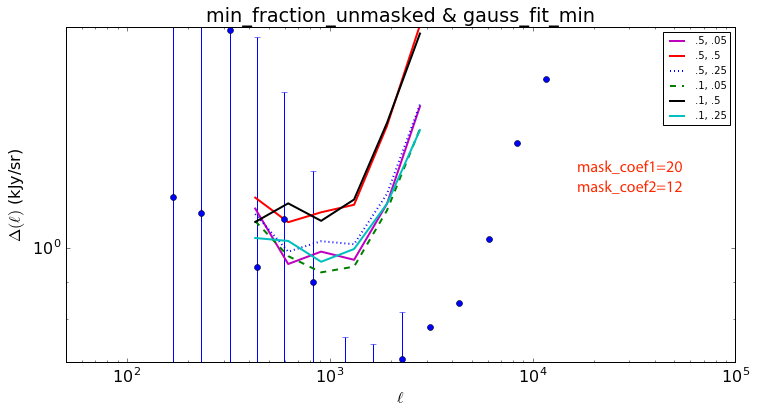 min_fraction_unmasked & gauss_fit_min
.5, .05
.5, .5
.5, .25
.1, .05
.1, .5
.1, .25
mask_coef1=20
mask_coef2=12
Δ(ℓ) (kJy/sr)
10⁰
10² 10³ 10⁴ 10⁵
ℓ